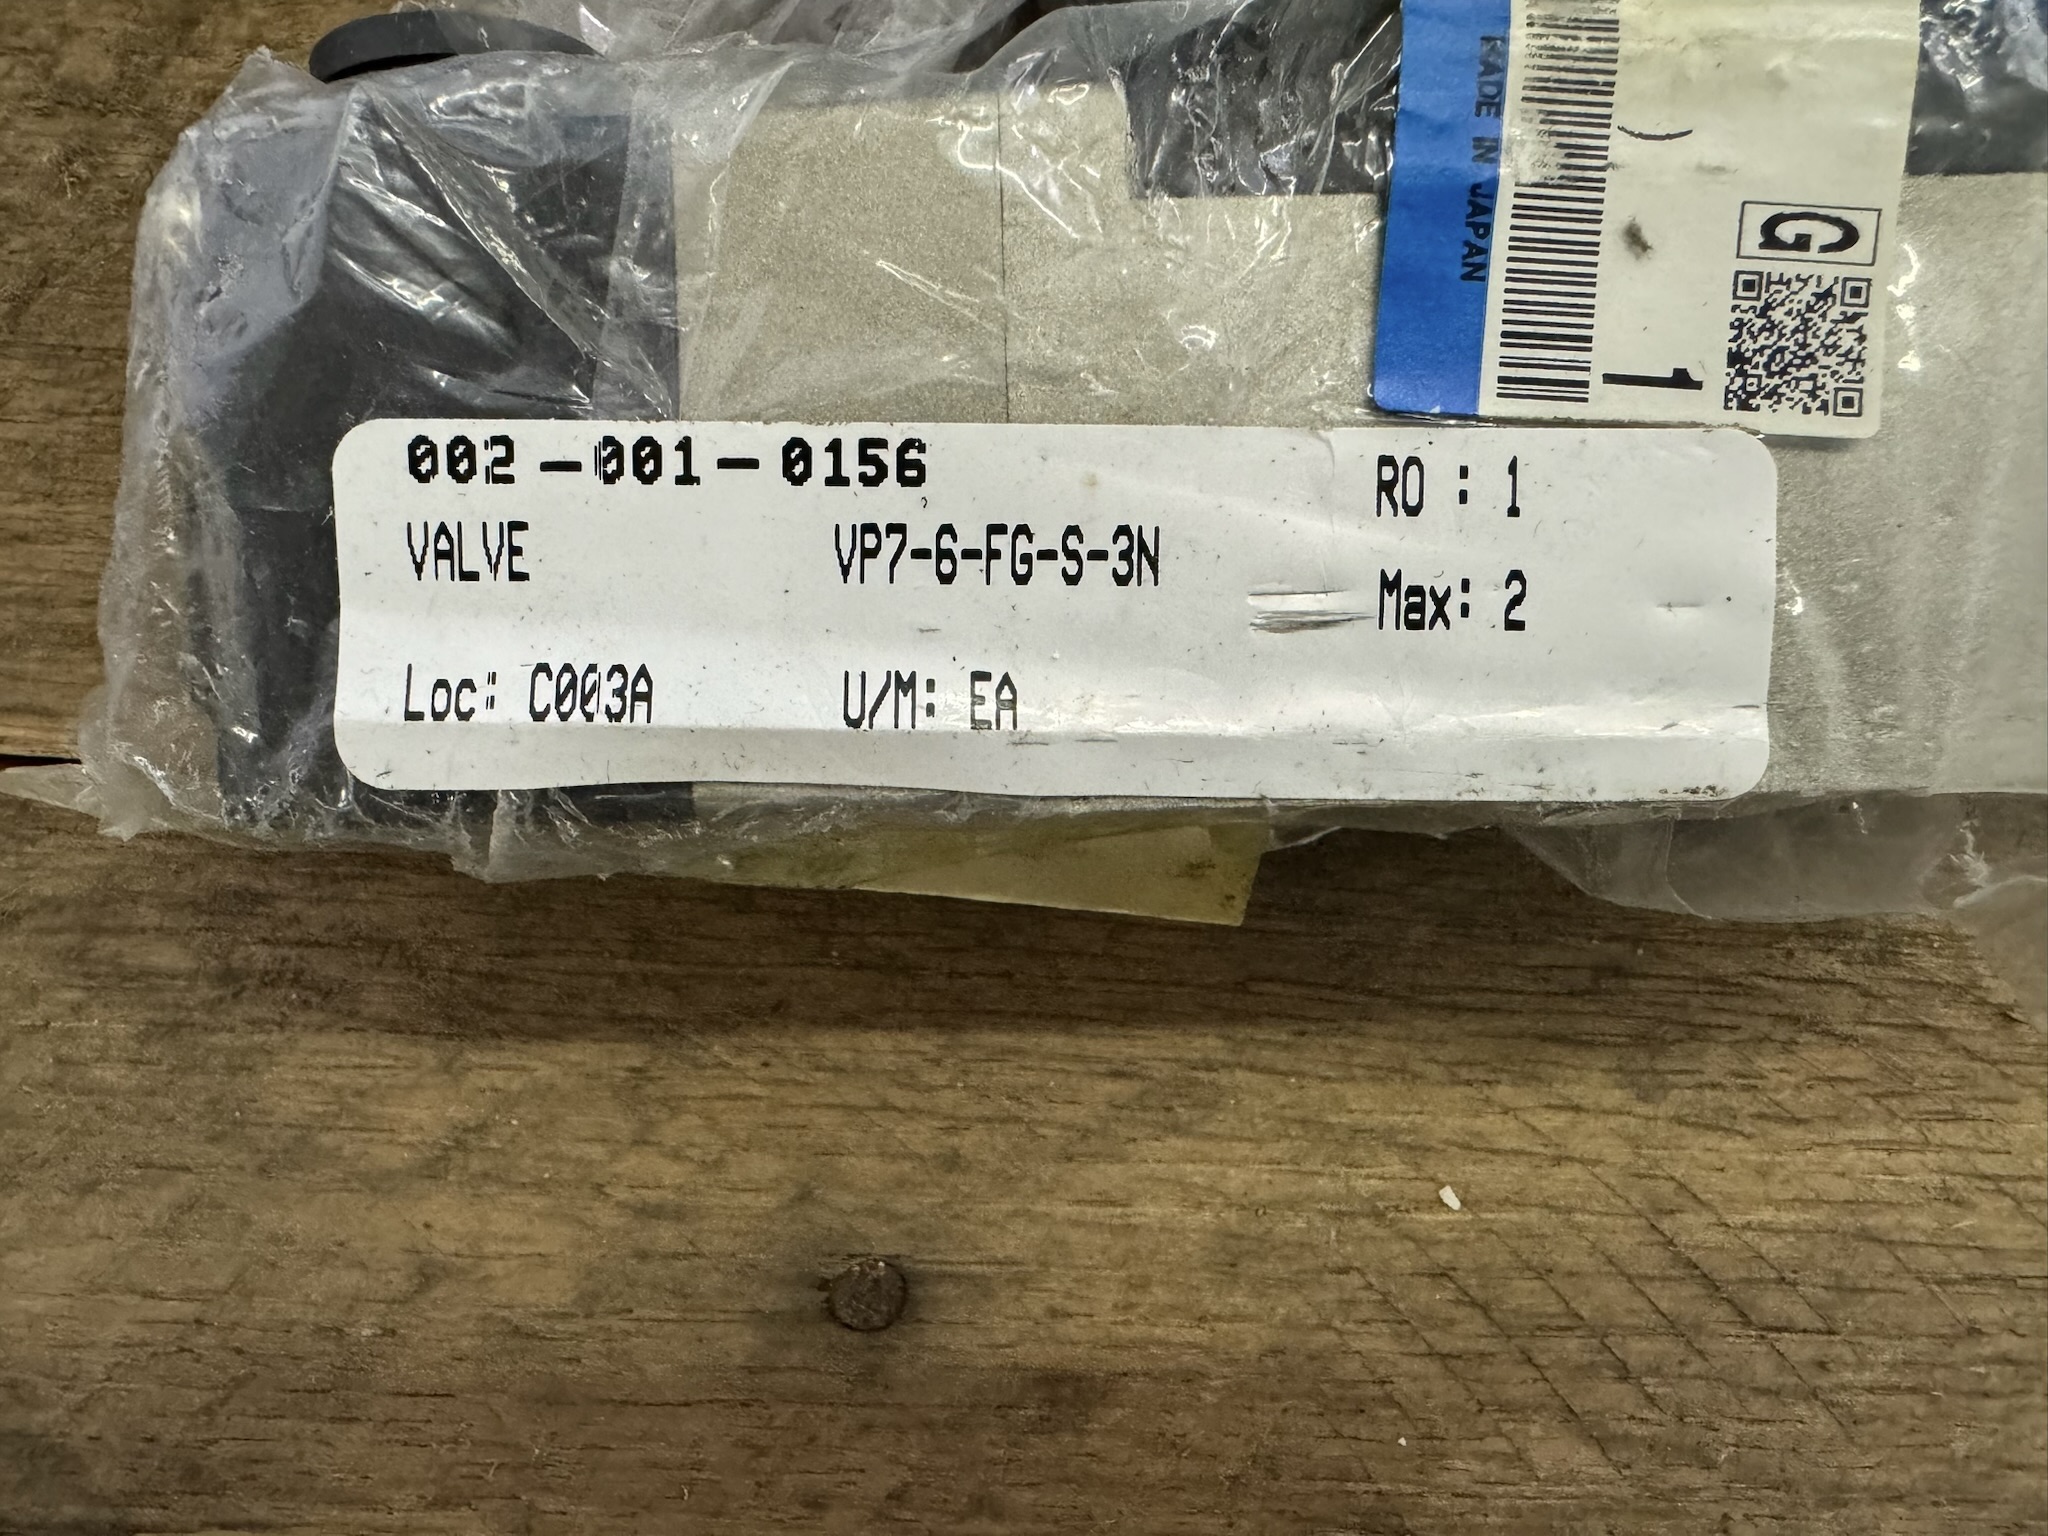 MADE IN JAPAN
G
1
002-001-0156
RO : 1
VALVE VP7-6-FG-S-3N
Max: 2
Loc: C003A U/M: EA